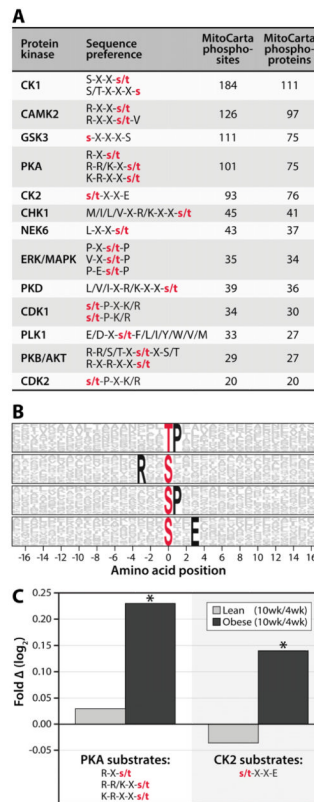 A
Protein kinase Sequence preference MitoCarta phospho-sites MitoCarta phospho-proteins
CK1 S-X-X-s/t 184 111
S/T-X-X-X-s
CAMK2 R-X-X-s/t 126 97
R-X-X-s/t-V
GSK3 s-X-X-X-S 111 75
PKA R-X-s/t 101 75
R-R/K-X-s/t
K-R-X-X-s/t
CK2 s/t-X-X-E 93 76
CHK1 M/I/L/V-X-R/K-X-X-s/t 45 41
NEK6 L-X-X-s/t 43 37
ERK/MAPK P-X-s/t-P 35 34
V-X-s/t-P
P-E-s/t-P
PKD L/V/I-X-R/K-X-X-s/t 39 36
CDK1 s/t-P-X-K/R 34 30
s/t-P-K/R
PLK1 E/D-X-s/t-F/L/I/Y/W/V/M 33 27
PKB/AKT R-R/S/T-X-s/t-X-S/T 29 27
R-X-R-X-X-s/t
CDK2 s/t-P-X-K/R 20 20
B
T P
R S
S P
S E
-16 -14 -12 -10 -8 -6 -4 -2 0 2 4 6 8 10 12 14 16
Amino acid position
C
Fold Δ (log2)
0.25
0.20
0.15
0.10
0.05
0.00
-0.05
* *
Lean (10wk/4wk)
Obese (10wk/4wk)
PKA substrates: CK2 substrates:
R-X-s/t s/t-X-X-E
R-R/K-X-s/t
K-R-X-X-s/t